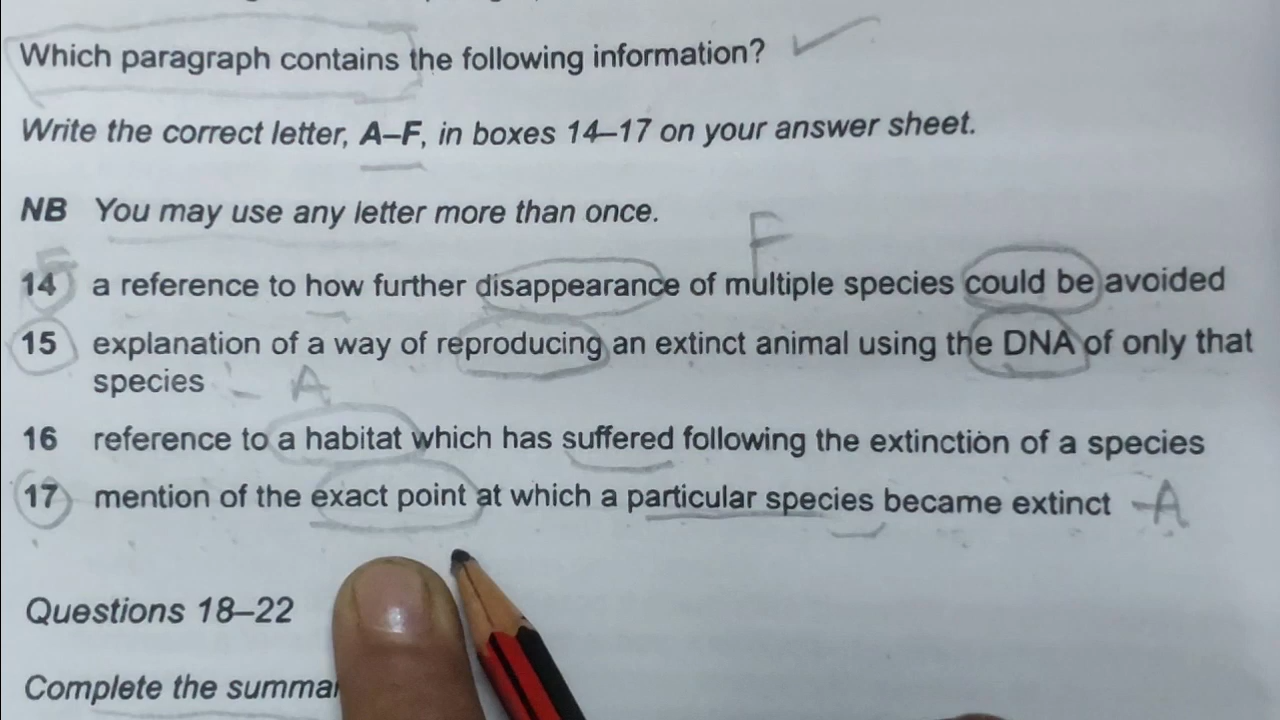 Which paragraph contains the following information?
Write the correct letter, A–F, in boxes 14–17 on your answer sheet.
NB You may use any letter more than once.
F
14 a reference to how further disappearance of multiple species could be avoided
15 explanation of a way of reproducing an extinct animal using the DNA of only that
species - A
16 reference to a habitat which has suffered following the extinction of a species
17 mention of the exact point at which a particular species became extinct -A
Questions 18–22
Complete the